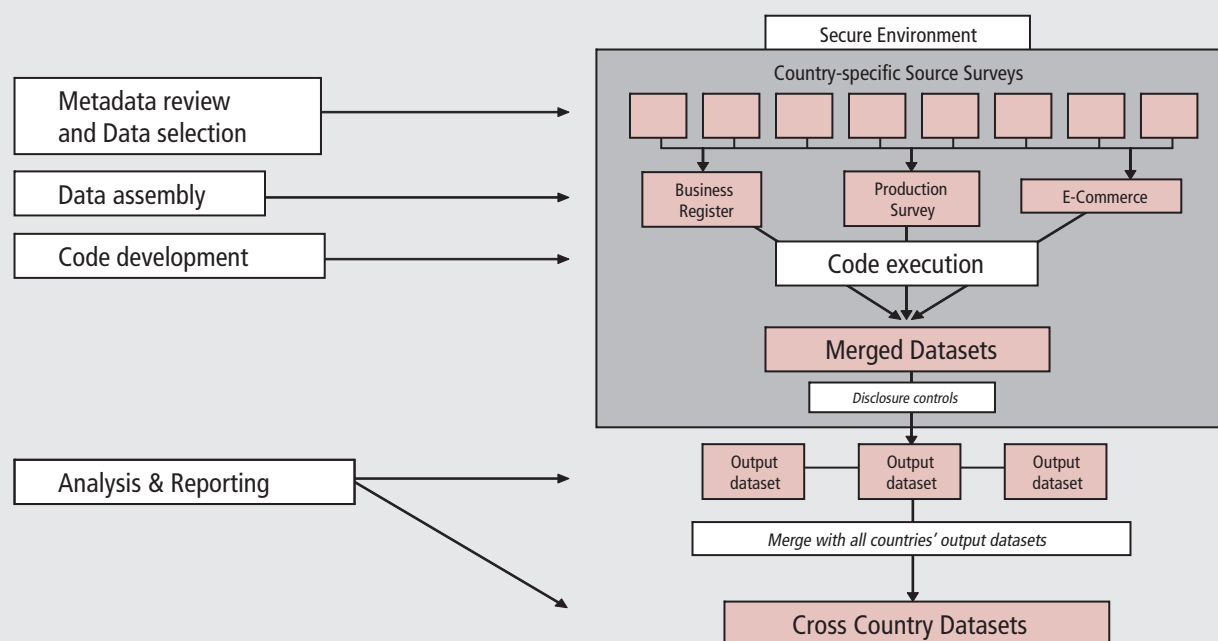 Secure Environment
Country-specific Source Surveys
Metadata review
and Data selection
Data assembly
Business
Register
Production
Survey
E-Commerce
Code development
Code execution
Merged Datasets
Disclosure controls
Analysis & Reporting
Output
dataset
Output
dataset
Output
dataset
Merge with all countries' output datasets
Cross Country Datasets